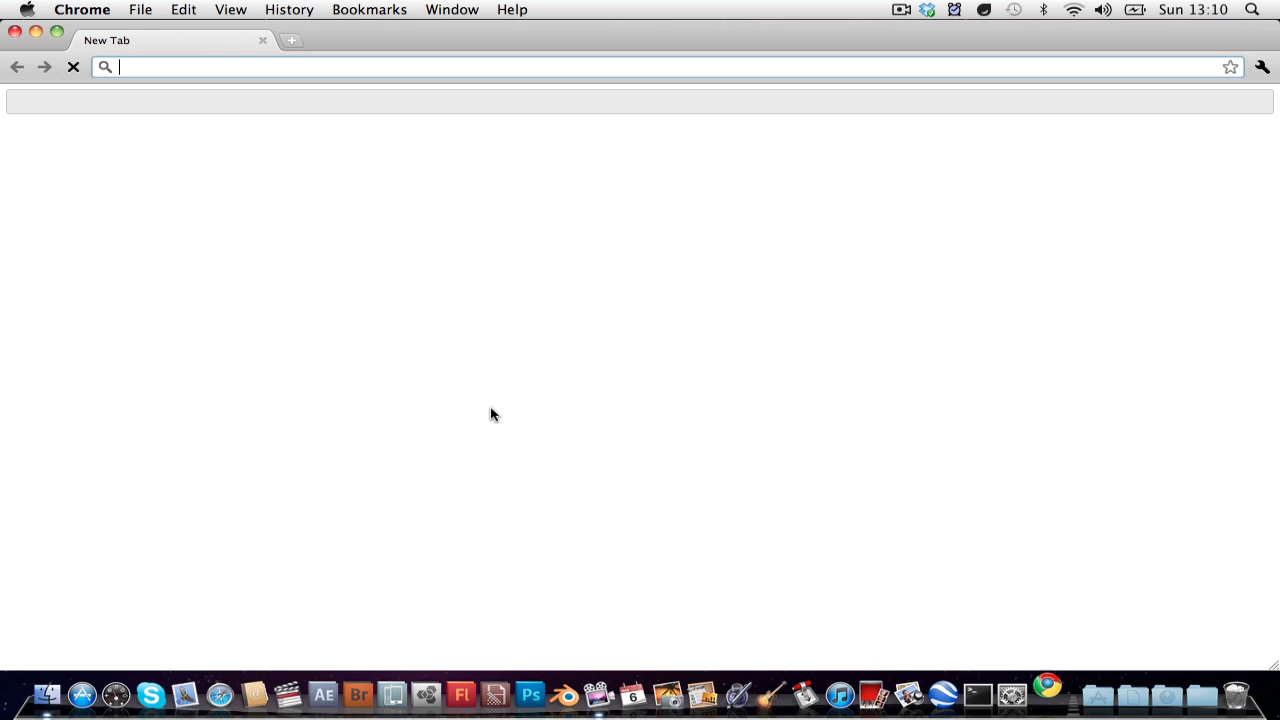 Chrome File Edit View History Bookmarks Window Help Sun 13:10
New Tab
AE Br Fl Ps 6